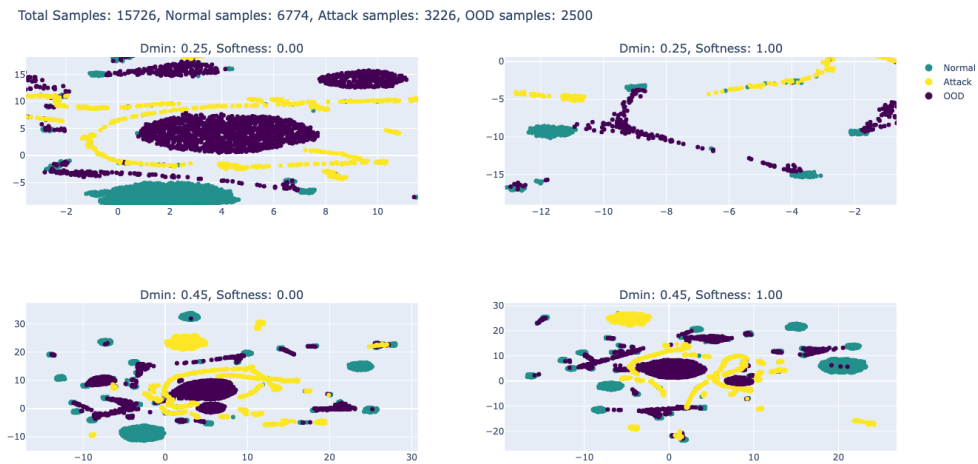 Total Samples: 15726, Normal samples: 6774, Attack samples: 3226, OOD samples: 2500
Dmin: 0.25, Softness: 0.00
15
10
5
0
−5
−2 0 2 4 6 8 10
Dmin: 0.25, Softness: 1.00
0
−5
−10
−15
−12 −10 −8 −6 −4 −2
Normal
Attack
OOD
Dmin: 0.45, Softness: 0.00
30
20
10
0
−10
−10 0 10 20 30
Dmin: 0.45, Softness: 1.00
30
20
10
0
−10
−20
−10 0 10 20